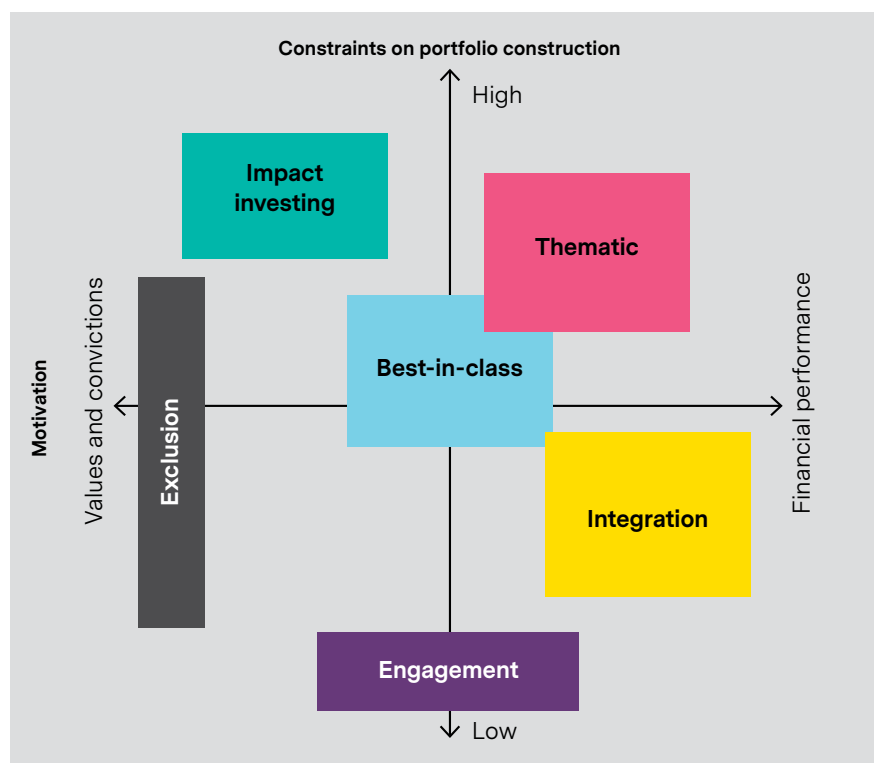 Constraints on portfolio construction
High
Impact
investing
Thematic
Best-in-class
Motivation
Values and convictions
Exclusion
Financial performance
Integration
Engagement
Low